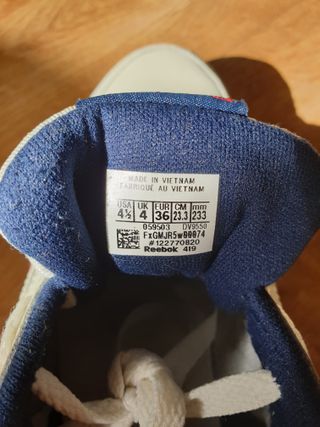 MADE IN VIETNAM
FABRIQUÉ AU VIETNAM
USA UK EUR CM mm
4½ 4 36 23.3 233
059503 DV9550
FxGMJR5w00074
#122770820
Reebok 419